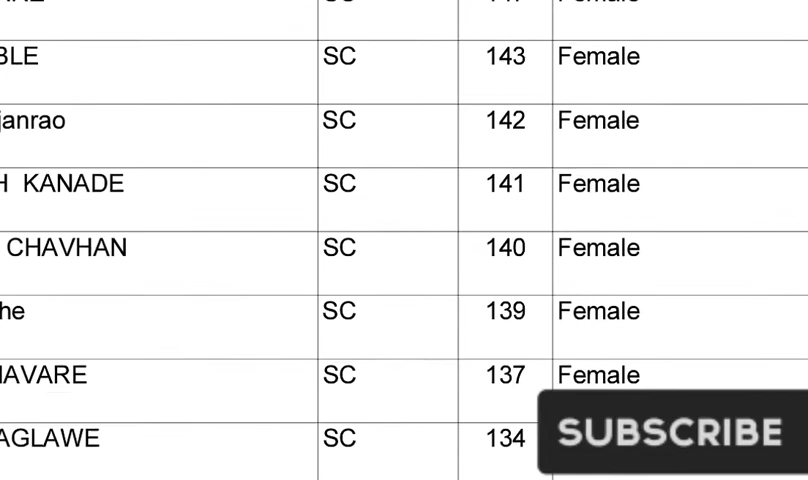 BLE SC 143 Female
janrao SC 142 Female
H KANADE SC 141 Female
CHAVHAN SC 140 Female
he SC 139 Female
AVARE SC 137 Female
AGLAWE SC 134
SUBSCRIBE